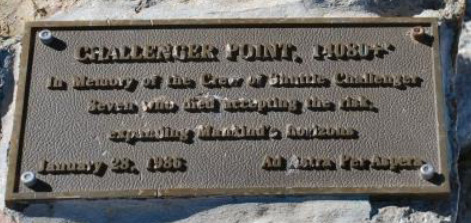 CHALLENGER POINT, 14080+'
In Memory of the Crew of Shuttle Challenger
Seven who died accepting the risk,
expanding Mankind's horizons
January 28, 1986 Ad Astra Per Aspera